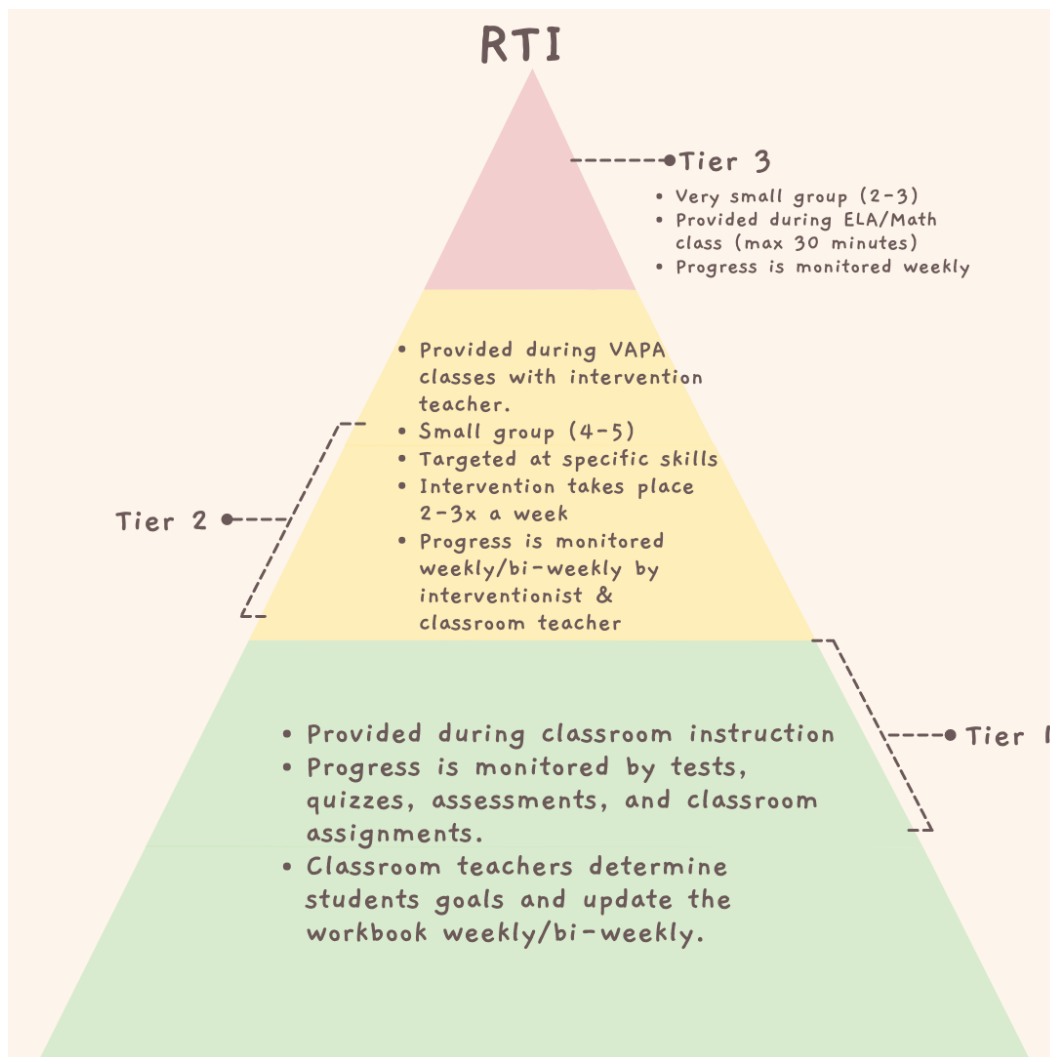 RTI
Tier 3
• Very small group (2-3)
• Provided during ELA/Math
class (max 30 minutes)
• Progress is monitored weekly
• Provided during VAPA
classes with intervention
teacher.
• Small group (4-5)
• Targeted at specific skills
• Intervention takes place
2-3x a week
• Progress is monitored
weekly/bi-weekly by
interventionist &
classroom teacher
Tier 2
• Provided during classroom instruction
• Progress is monitored by tests,
quizzes, assessments, and classroom
assignments.
• Classroom teachers determine
students goals and update the
workbook weekly/bi-weekly.
Tier 1